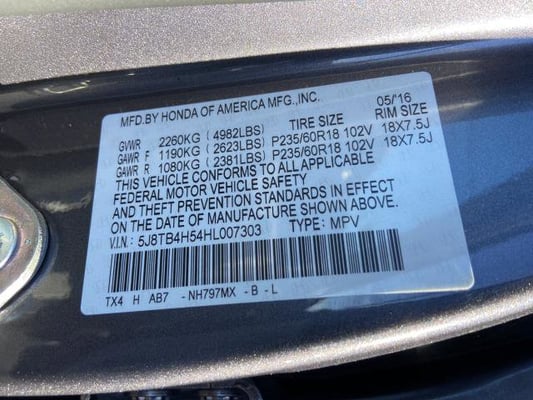 MFD.BY HONDA OF AMERICA MFG.,INC. 05/'16
TIRE SIZE RIM SIZE
GVWR 2260KG ( 4982LBS)
GAWR F 1190KG ( 2623LBS) P235/60R18 102V 18X7.5J
GAWR R 1080KG ( 2381LBS) P235/60R18 102V 18X7.5J
THIS VEHICLE CONFORMS TO ALL APPLICABLE
FEDERAL MOTOR VEHICLE SAFETY
AND THEFT PREVENTION STANDARDS IN EFFECT
ON THE DATE OF MANUFACTURE SHOWN ABOVE.
V.I.N: 5J8TB4H54HL007303 TYPE: MPV
TX4 H AB7 -NH797MX -B-L